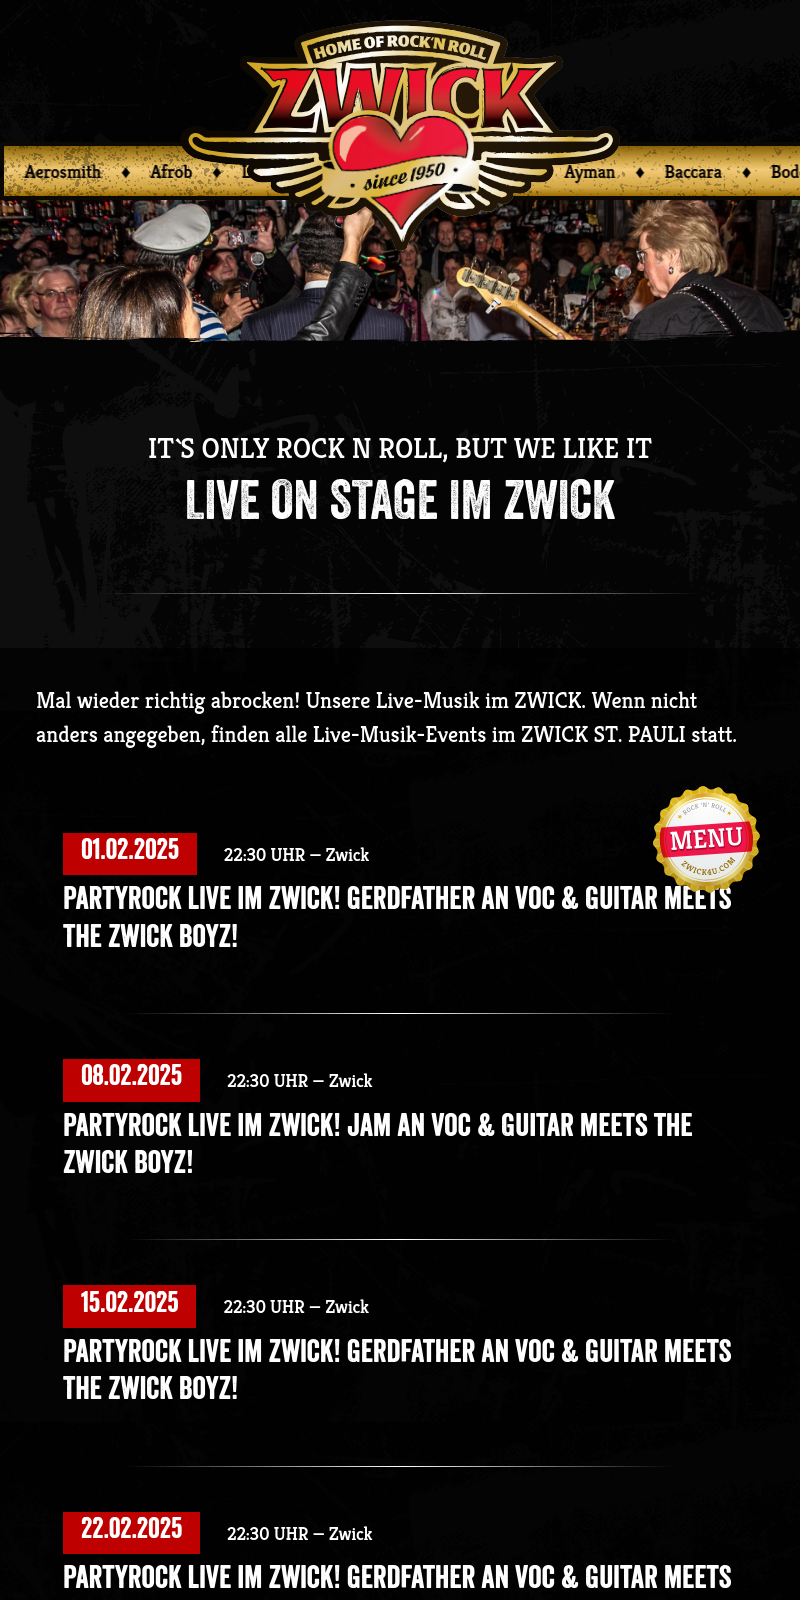 HOME OF ROCK'N ROLL
ZWICK
since 1950
Aerosmith ♦ Afrob ♦
Ayman ♦ Baccara ♦
IT`S ONLY ROCK N ROLL, BUT WE LIKE IT
LIVE ON STAGE IM ZWICK
Mal wieder richtig abrocken! Unsere Live-Musik im ZWICK. Wenn nicht
anders angegeben, finden alle Live-Musik-Events im ZWICK ST. PAULI statt.
ROCK 'N' ROLL
MENU
ZWICK4U.COM
01.02.2025 22:30 UHR – Zwick
PARTYROCK LIVE IM ZWICK! GERDFATHER AN VOC & GUITAR MEETS
THE ZWICK BOYZ!
08.02.2025 22:30 UHR – Zwick
PARTYROCK LIVE IM ZWICK! JAM AN VOC & GUITAR MEETS THE
ZWICK BOYZ!
15.02.2025 22:30 UHR – Zwick
PARTYROCK LIVE IM ZWICK! GERDFATHER AN VOC & GUITAR MEETS
THE ZWICK BOYZ!
22.02.2025 22:30 UHR – Zwick
PARTYROCK LIVE IM ZWICK! GERDFATHER AN VOC & GUITAR MEETS